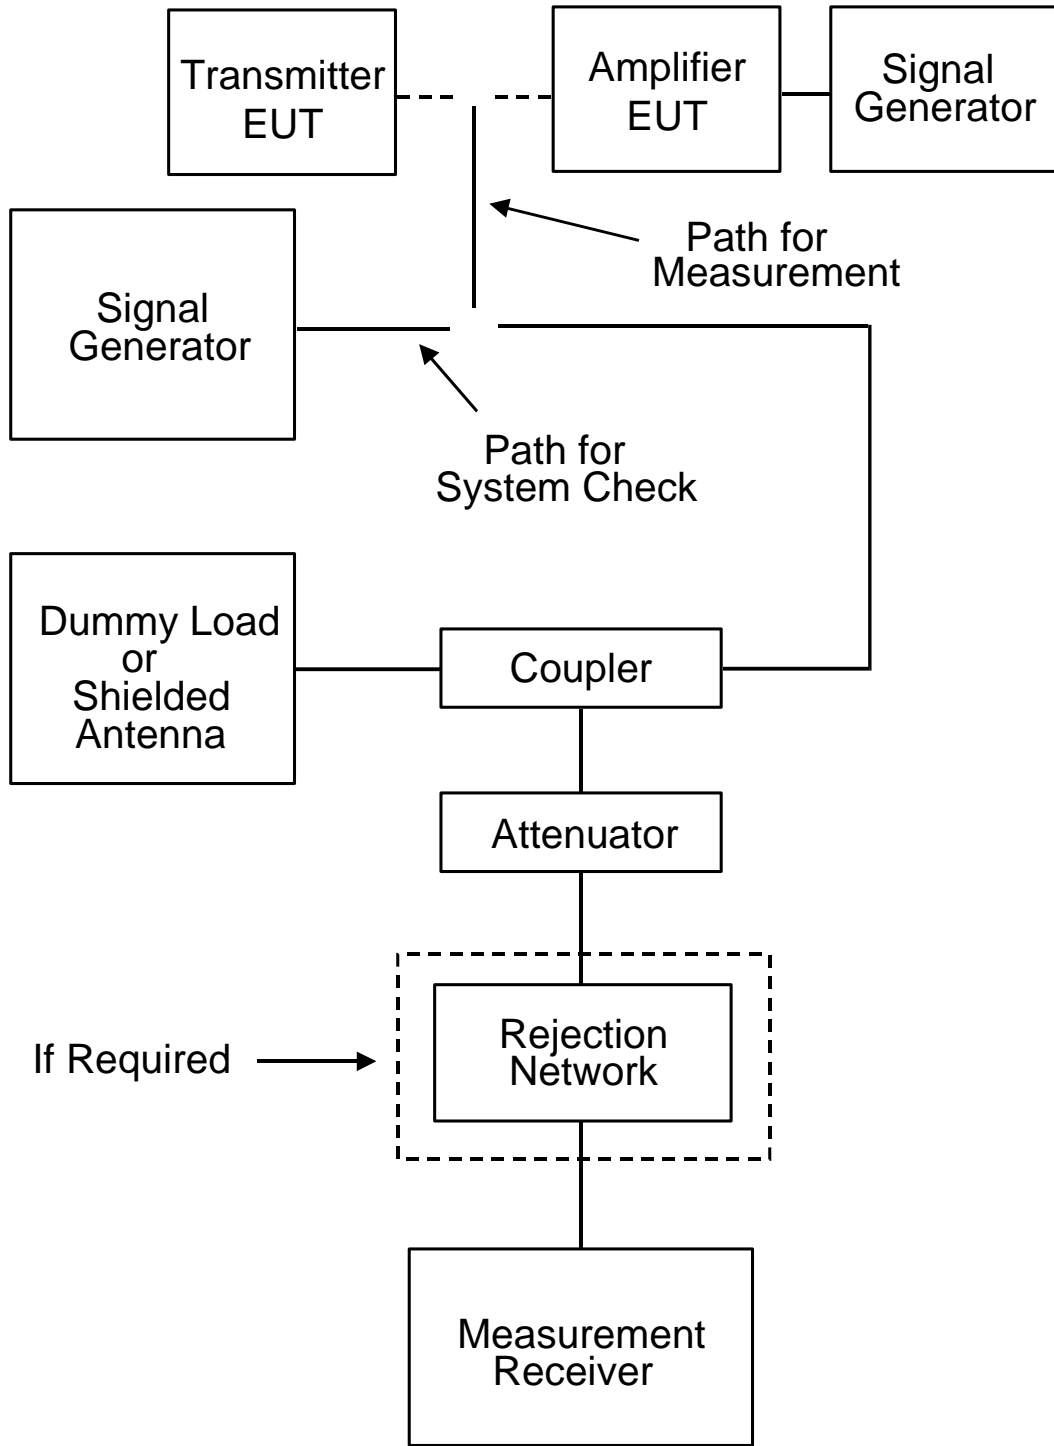 Transmitter
EUT
Amplifier
EUT
Signal
Generator
Path for
Measurement
Signal
Generator
Path for
System Check
Dummy Load
or
Shielded
Antenna
Coupler
Attenuator
If Required
Rejection
Network
Measurement
Receiver